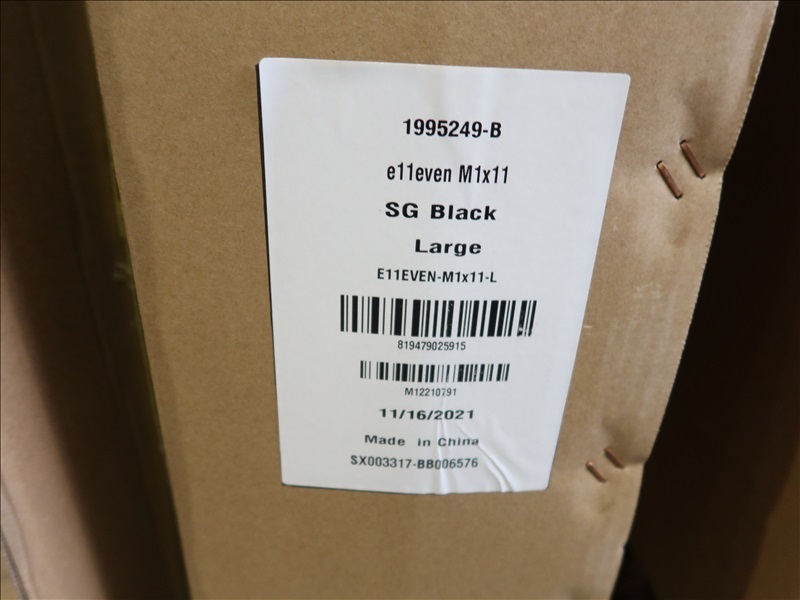 1995249-B
e11even M1x11
SG Black
Large
E11EVEN-M1x11-L
819479025915
M12210791
11/16/2021
Made in China
SX003317-BB006576